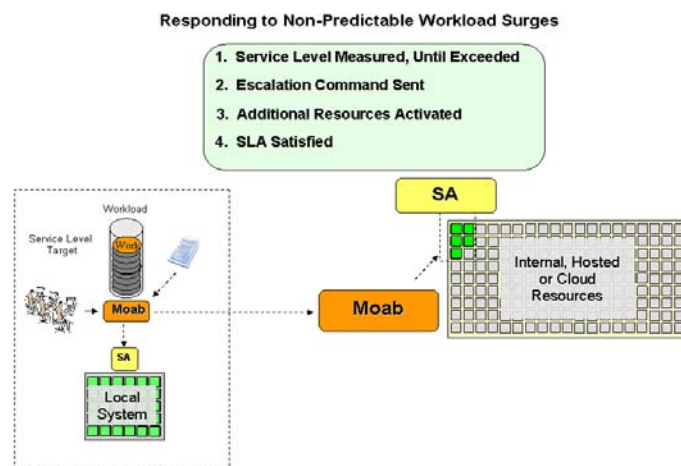 Responding to Non-Predictable Workload Surges
1. Service Level Measured, Until Exceeded
2. Escalation Command Sent
3. Additional Resources Activated
4. SLA Satisfied
SA
Workload
Work
Service Level
Target
Internal, Hosted
or Cloud
Resources
Moab
Moab
SA
Local
System